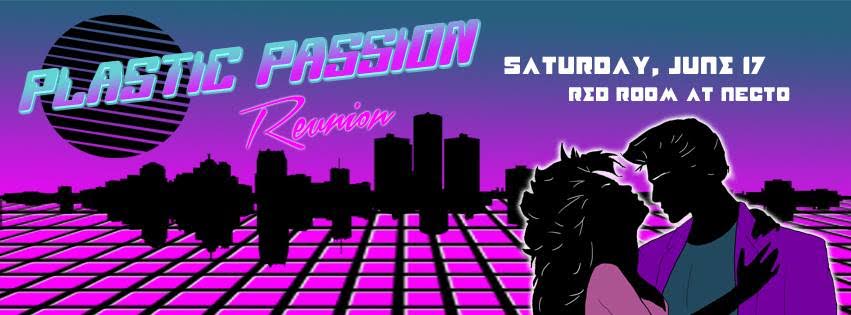 PLASTIC PASSION
Reunion
SATURDAY, JUNE 17
RED ROOM AT NECTO